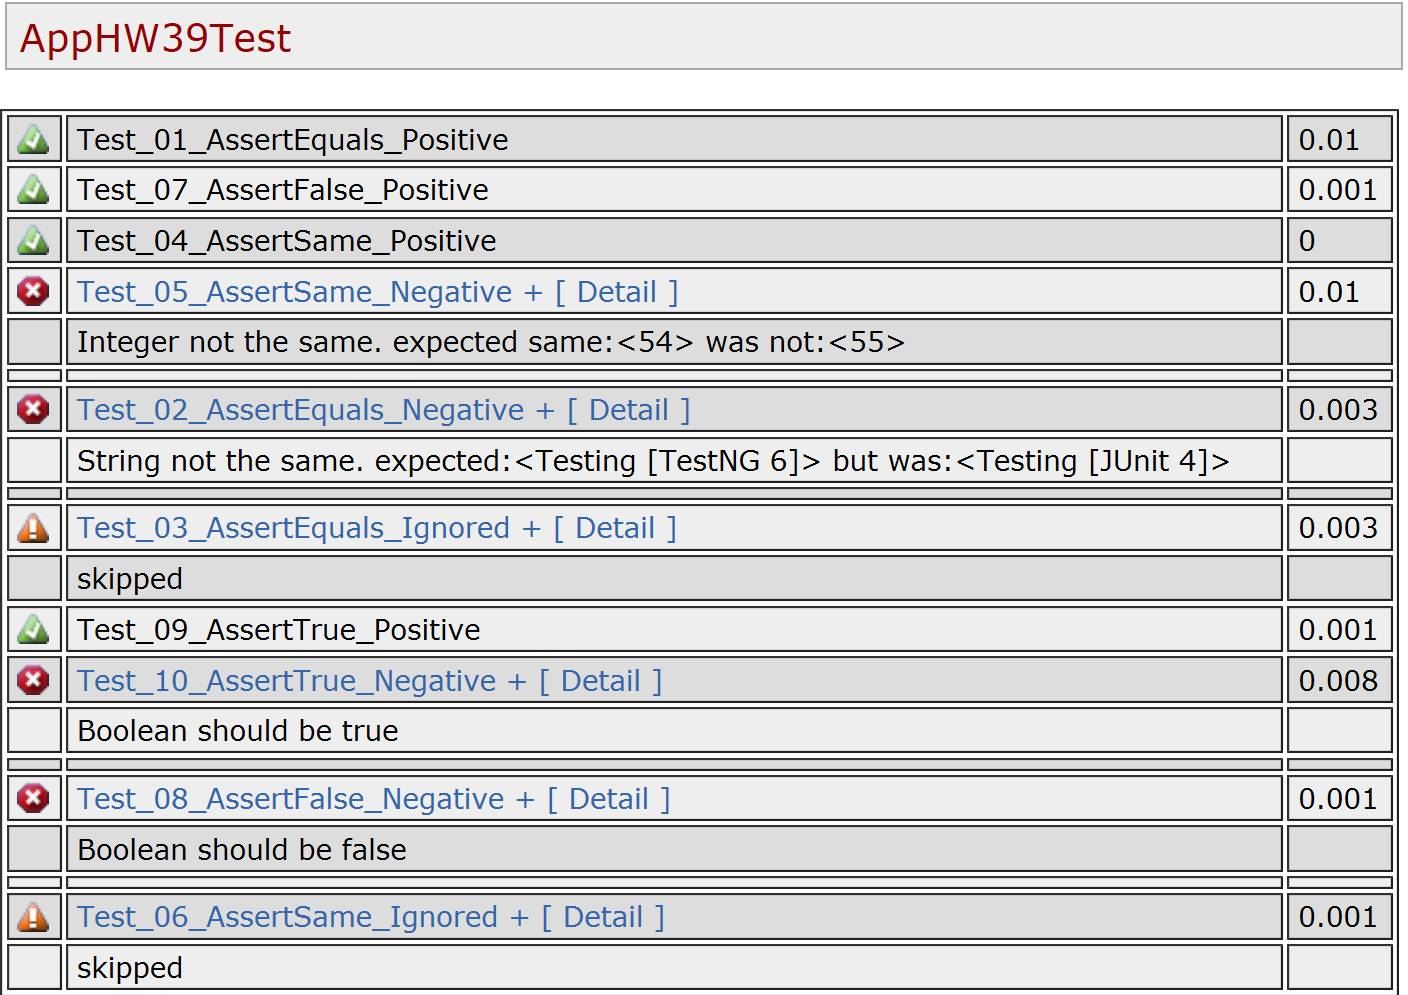 AppHW39Test
Test_01_AssertEquals_Positive 0.01
Test_07_AssertFalse_Positive 0.001
Test_04_AssertSame_Positive 0
Test_05_AssertSame_Negative + [ Detail ] 0.01
Integer not the same. expected same:<54> was not:<55>
Test_02_AssertEquals_Negative + [ Detail ] 0.003
String not the same. expected:<Testing [TestNG 6]> but was:<Testing [JUnit 4]>
Test_03_AssertEquals_Ignored + [ Detail ] 0.003
skipped
Test_09_AssertTrue_Positive 0.001
Test_10_AssertTrue_Negative + [ Detail ] 0.008
Boolean should be true
Test_08_AssertFalse_Negative + [ Detail ] 0.001
Boolean should be false
Test_06_AssertSame_Ignored + [ Detail ] 0.001
skipped